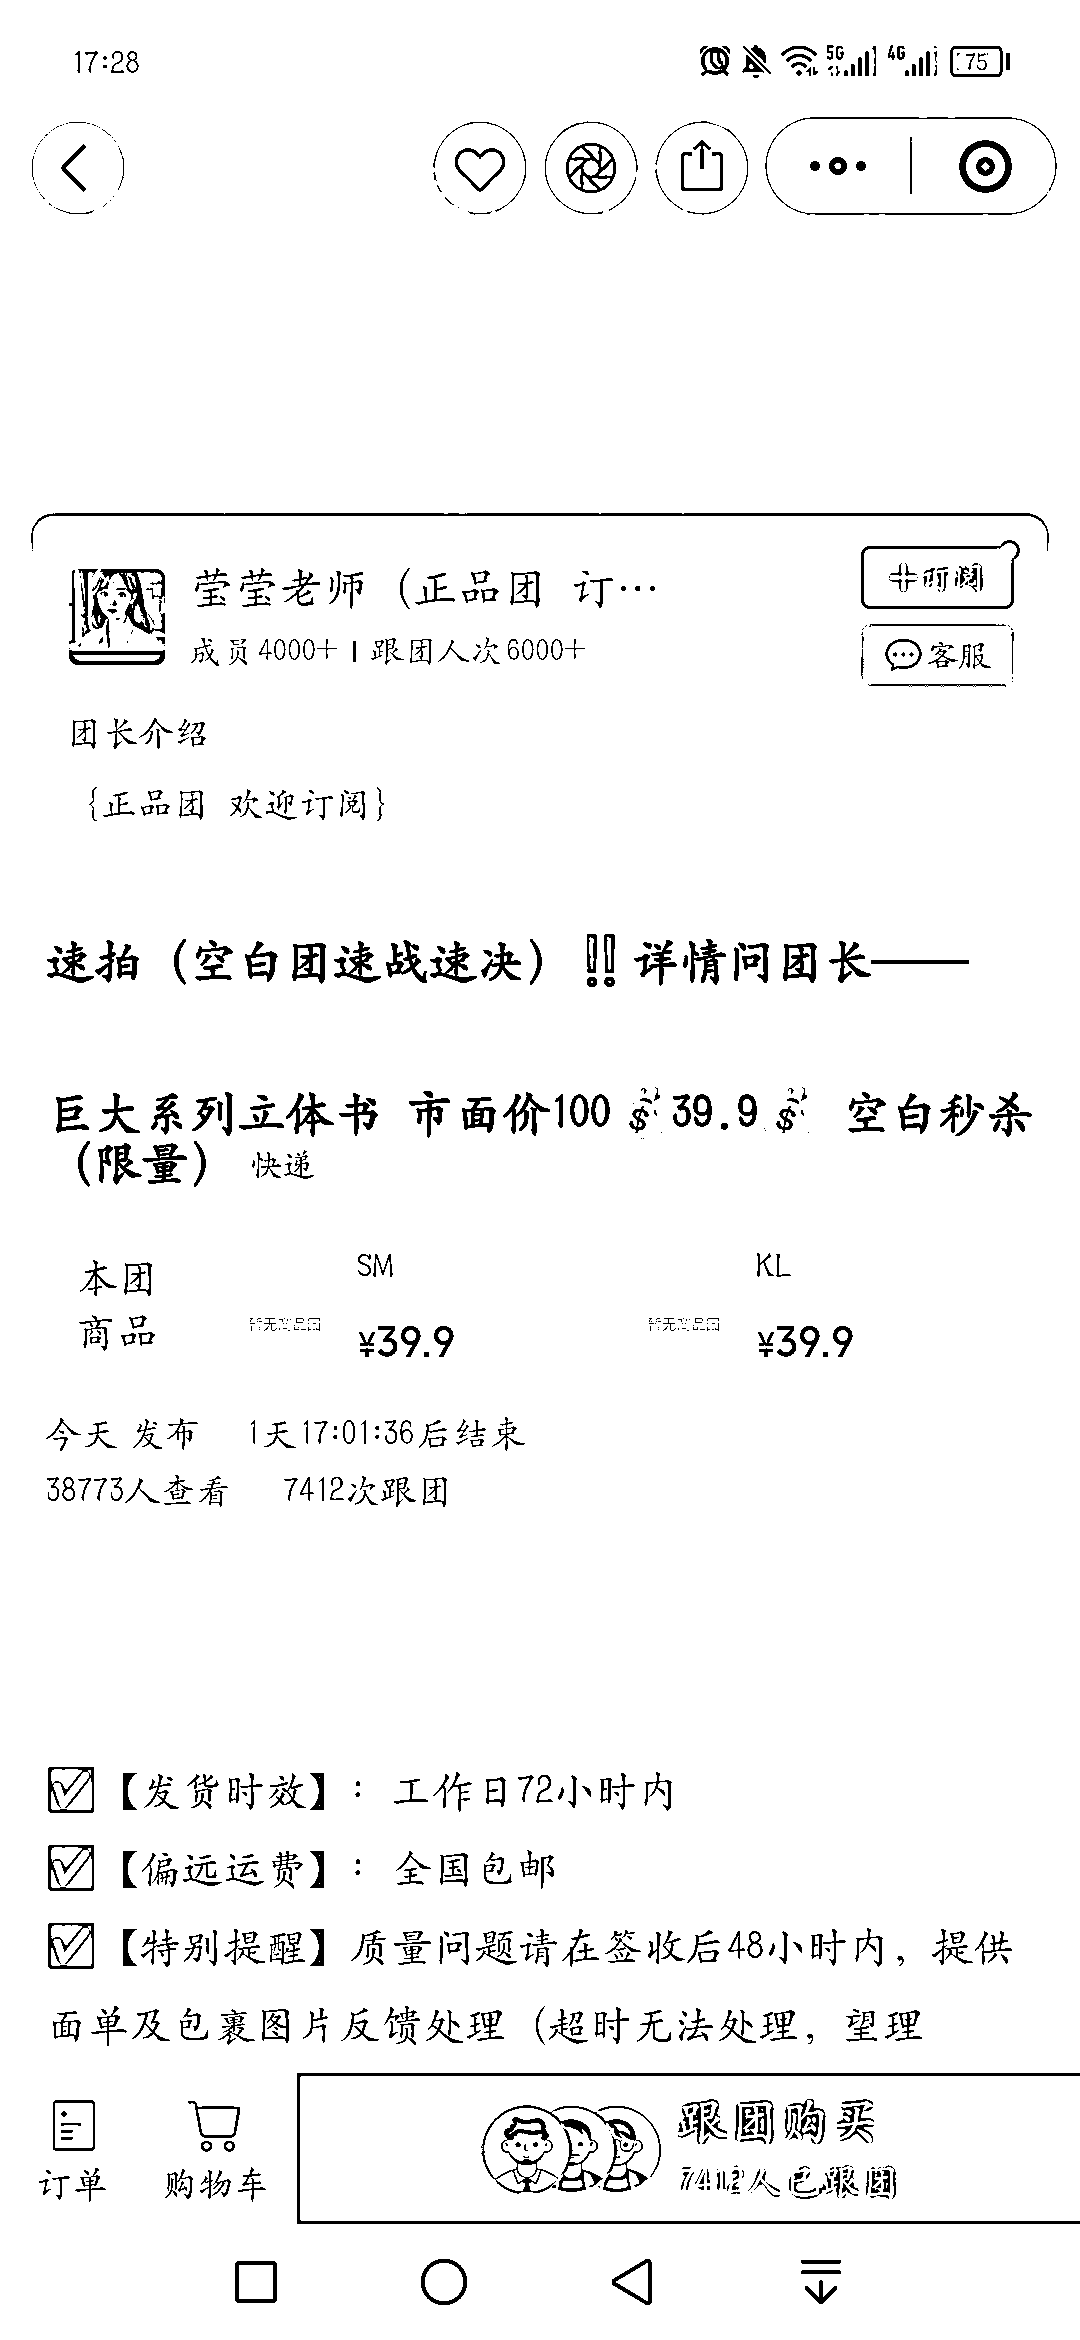 17:28
5G 4G 75
莹莹老师（正品团 订…
+订阅
成员4000+ | 跟团人次6000+
客服
团长介绍
{正品团 欢迎订阅}
速拍（空白团速战速决）‼️详情问团长——
巨大系列立体书 市面价100💰39.9💰 空白秒杀
（限量） 快递
本团
商品
SM
暂无商品图
¥39.9
KL
暂无商品图
¥39.9
今天 发布 1天17:01:36后结束
38773人查看 7412次跟团
☑【发货时效】：工作日72小时内
☑【偏远运费】：全国包邮
☑【特别提醒】质量问题请在签收后48小时内，提供
面单及包裹图片反馈处理（超时无法处理，望理
订单
购物车
跟团购买
7412人已跟团